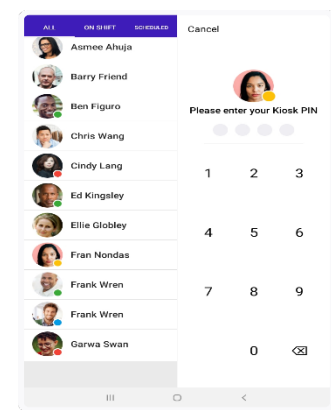 ALL ON SHIFT SCHEDULED
Asmee Ahuja
Barry Friend
Ben Figuro
Chris Wang
Cindy Lang
Ed Kingsley
Ellie Globley
Fran Nondas
Frank Wren
Frank Wren
Garwa Swan
Cancel
Please enter your Kiosk PIN
1 2 3
4 5 6
7 8 9
0